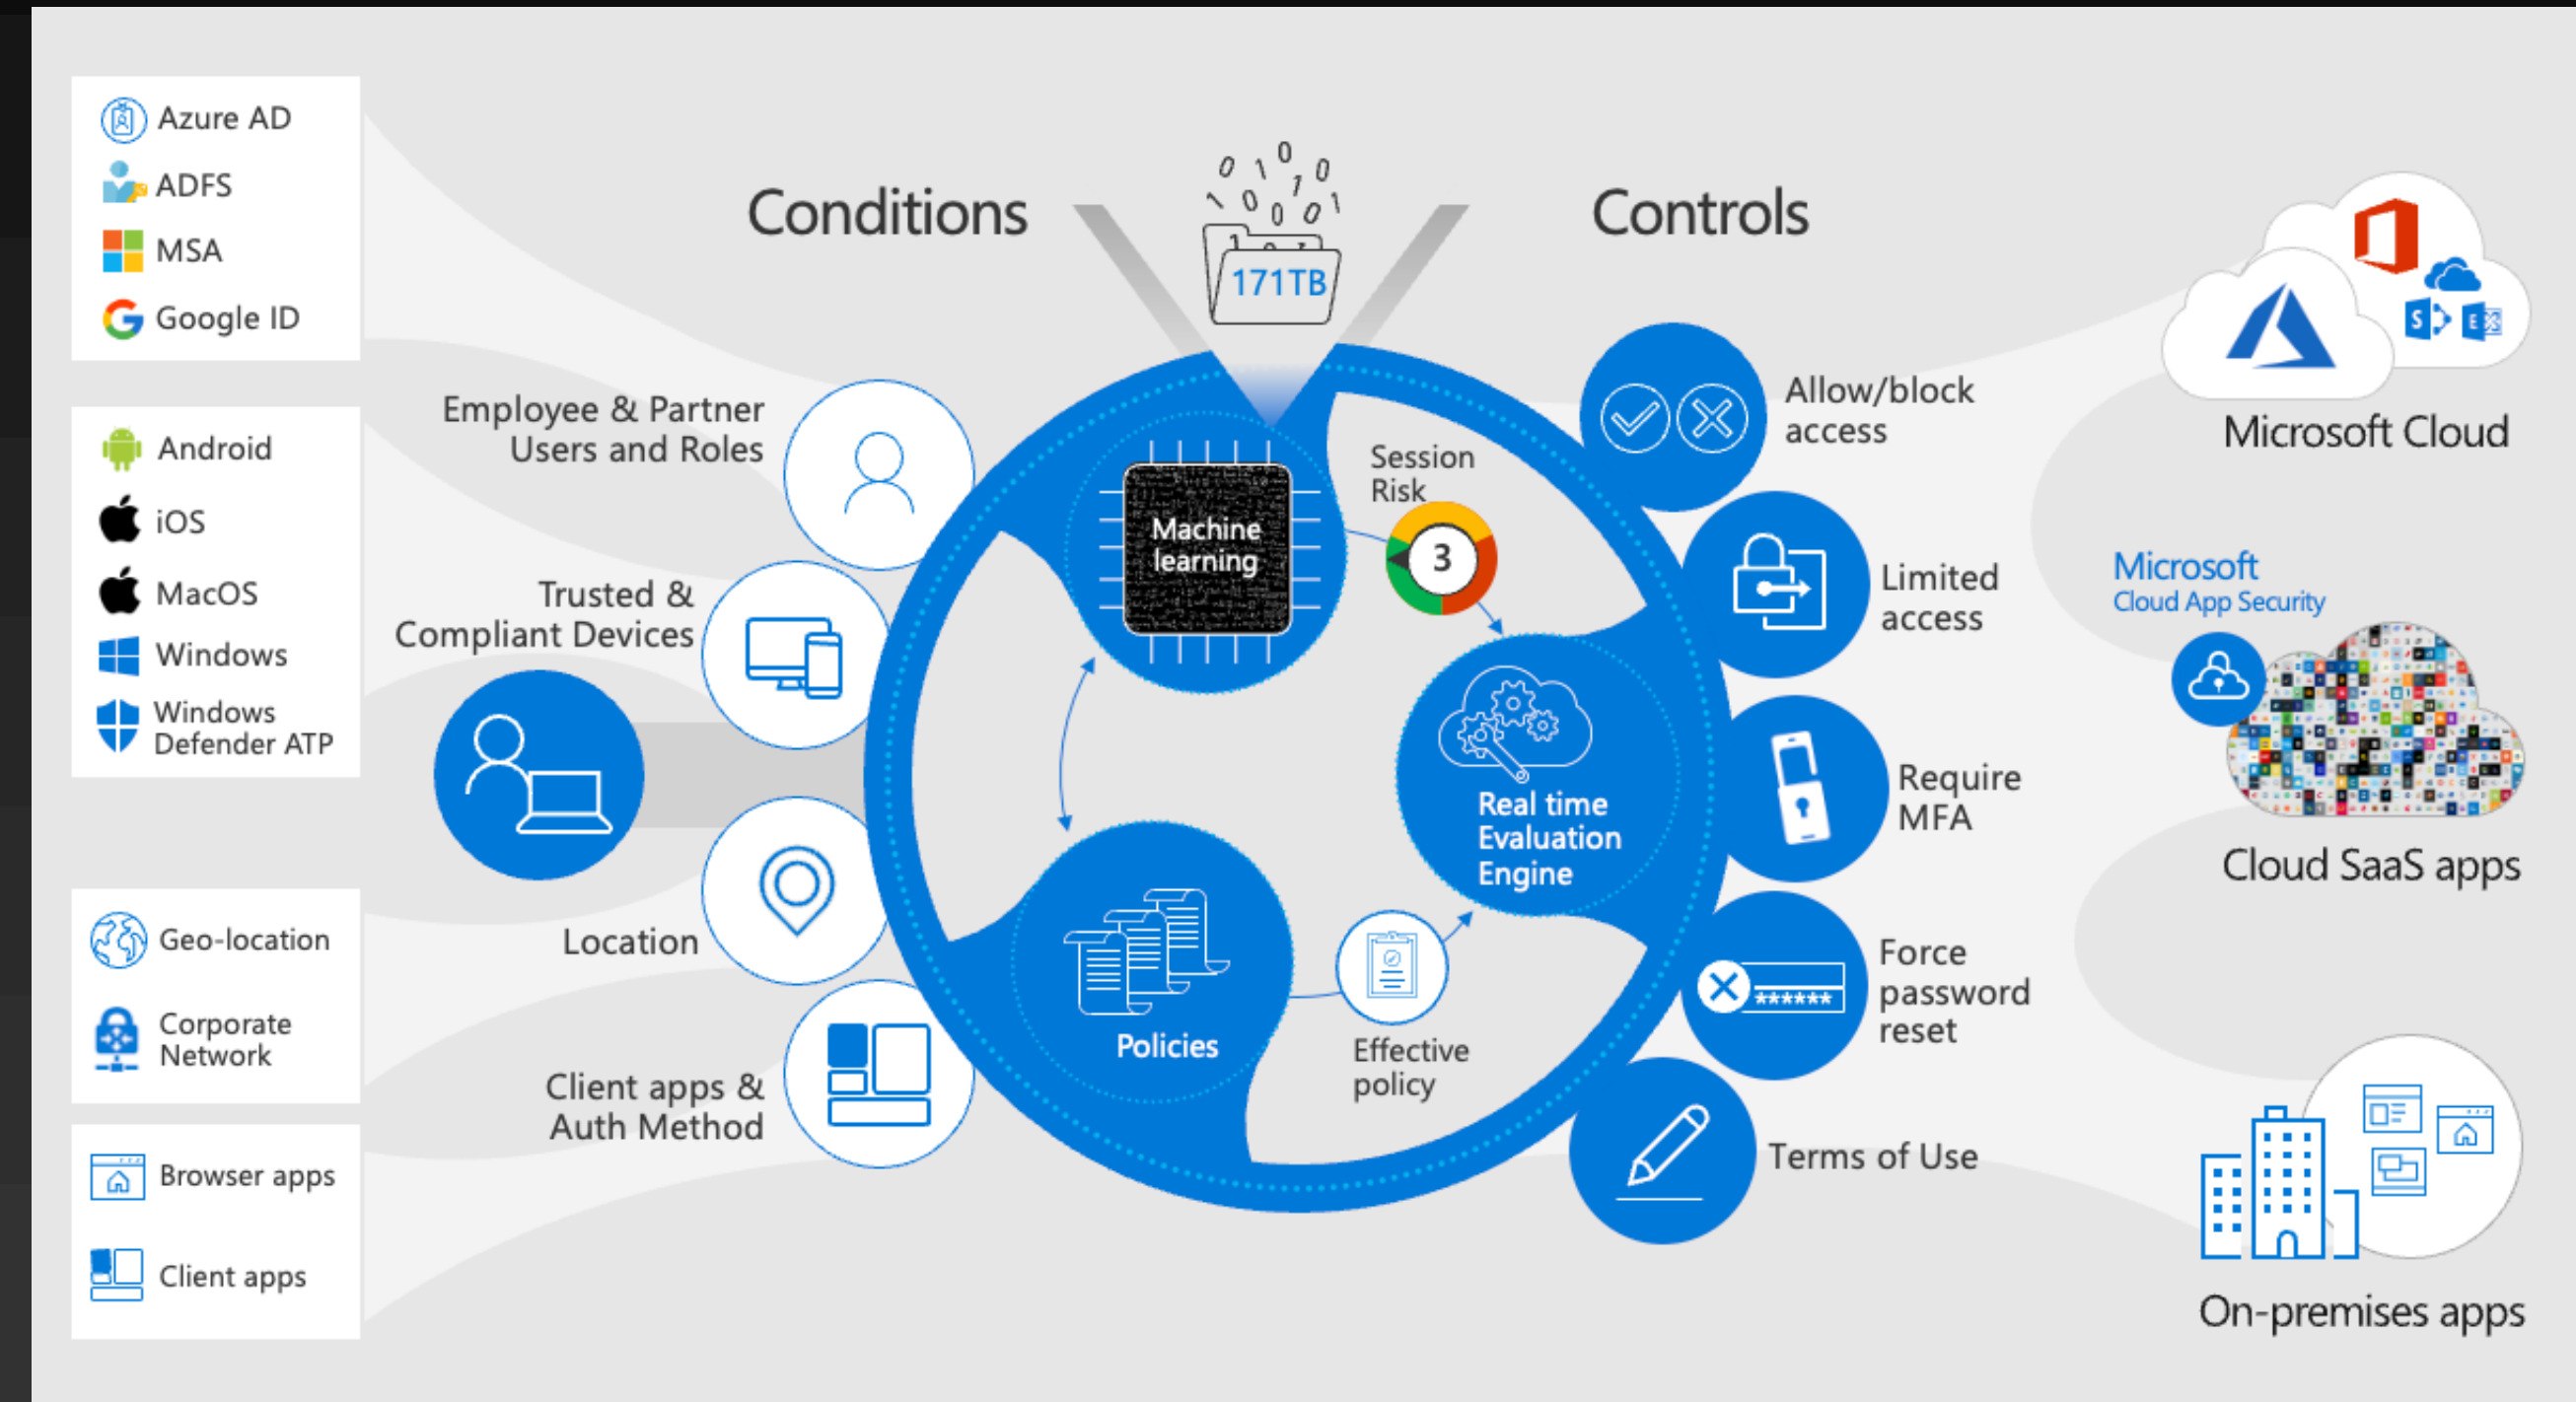 Azure AD
ADFS
MSA
Google ID
Android
iOS
MacOS
Windows
Windows
Defender ATP
Geo-location
Corporate
Network
Browser apps
Client apps
Conditions
Employee & Partner
Users and Roles
Trusted &
Compliant Devices
Location
Client apps &
Auth Method
0 1 0 0
1 0 0 1 0 1
1 0 1
171TB
Machine
learning
Session
Risk
3
Real time
Evaluation
Engine
Policies
Effective
policy
Controls
Allow/block
access
Limited
access
Require
MFA
******
Force
password
reset
Terms of Use
S
E
Microsoft Cloud
Microsoft
Cloud App Security
Cloud SaaS apps
On-premises apps